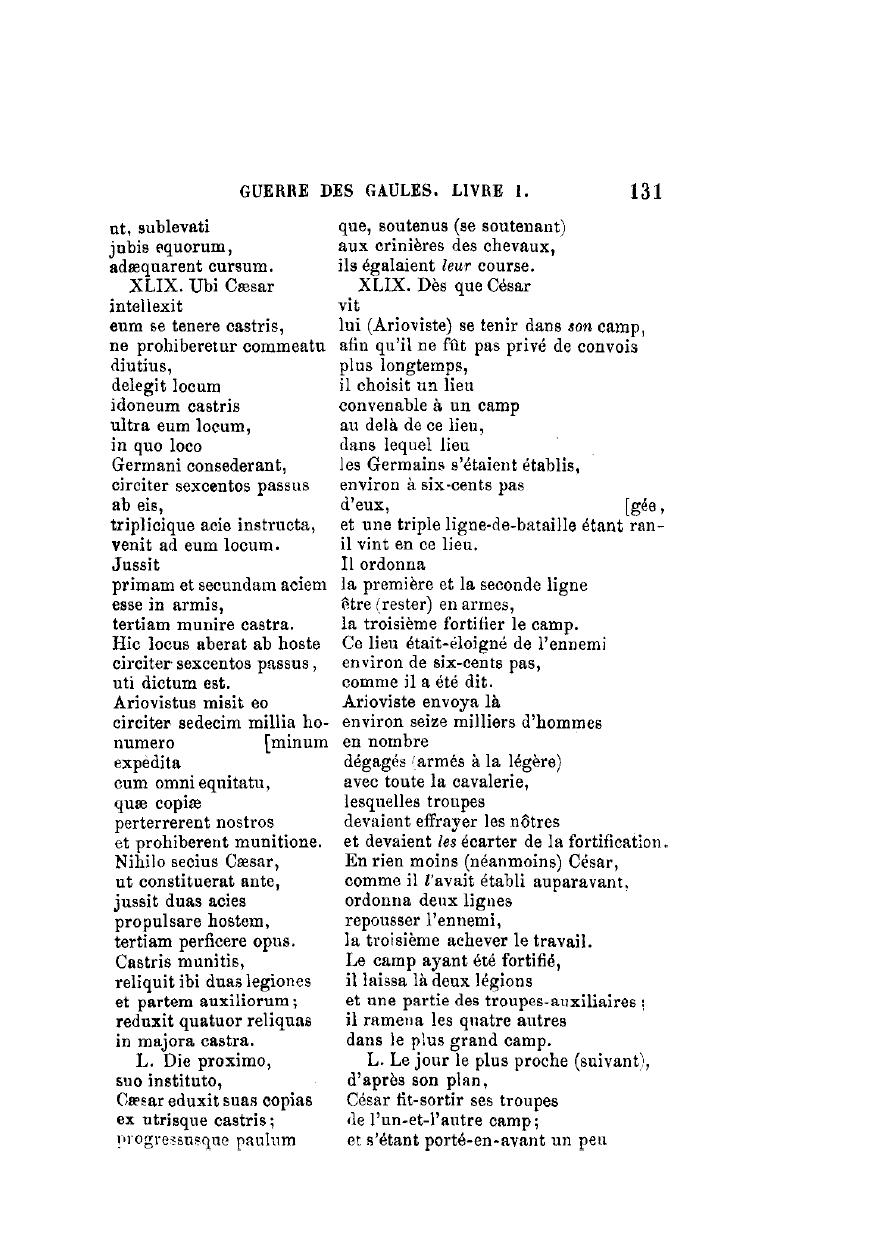 GUERRE DES GAULES. LIVRE I. 131
ut, sublevati que, soutenus (se soutenant)
jubis equorum, aux crinières des chevaux,
adæquarent cursum. ils égalaient leur course.
XLIX. Ubi Cæsar XLIX. Dès que César
intellexit vit
eum se tenere castris, lui (Arioviste) se tenir dans son camp,
ne prohiberetur commeatu afin qu'il ne fût pas privé de convois
diutius, plus longtemps,
delegit locum il choisit un lieu
idoneum castris convenable à un camp
ultra eum locum, au delà de ce lieu,
in quo loco dans lequel lieu
Germani consederant, les Germains s'étaient établis,
circiter sexcentos passus environ à six-cents pas
ab eis, d'eux, [gée,
triplicique acie instructa, et une triple ligne-de-bataille étant ran-
venit ad eum locum. il vint en ce lieu.
Jussit Il ordonna
primam et secundam aciem la première et la seconde ligne
esse in armis, être (rester) en armes,
tertiam munire castra. la troisième fortifier le camp.
Hic locus aberat ab hoste Ce lieu était-éloigné de l'ennemi
circiter sexcentos passus, environ de six-cents pas,
uti dictum est. comme il a été dit.
Ariovistus misit eo Arioviste envoya là
circiter sedecim millia ho- environ seize milliers d'hommes
numero [minum en nombre
expedita dégagés (armés à la légère)
cum omni equitatu, avec toute la cavalerie,
quæ copiæ lesquelles troupes
perterrerent nostros devaient effrayer les nôtres
et prohiberent munitione. et devaient les écarter de la fortification.
Nihilo secius Cæsar, En rien moins (néanmoins) César,
ut constituerat ante, comme il l'avait établi auparavant,
jussit duas acies ordonna deux lignes
propulsare hostem, repousser l'ennemi,
tertiam perficere opus. la troisième achever le travail.
Castris munitis, Le camp ayant été fortifié,
reliquit ibi duas legiones il laissa là deux légions
et partem auxiliorum; et une partie des troupes-auxiliaires;
reduxit quatuor reliquas il ramena les quatre autres
in majora castra. dans le plus grand camp.
L. Die proximo, L. Le jour le plus proche (suivant),
suo instituto, d'après son plan,
Cæsar eduxit suas copias César fit-sortir ses troupes
ex utrisque castris; de l'un-et-l'autre camp;
progressusque paulum et s'étant porté-en-avant un peu